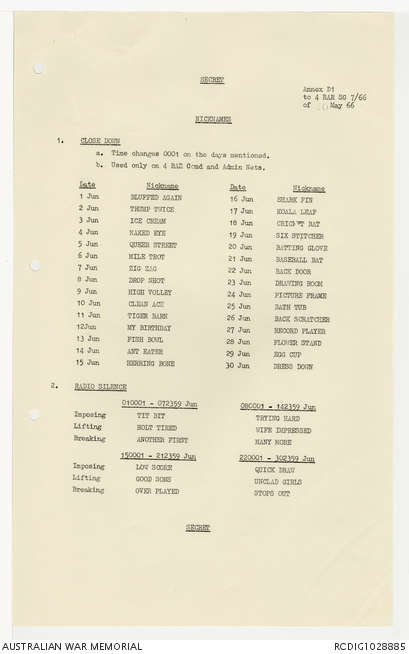 SECRET
Annex D1
to 4 RAR SG 7/66
of 20 May 66
NICKNAMES
1. CLOSE DOWN
a. Time changes 0001 on the days mentioned.
b. Used only on 4 RAR Comd and Admin Nets.
Date Nickname
1 Jun BLUFFED AGAIN
2 Jun THUMP TWICE
3 Jun ICE CREAM
4 Jun NAKED EYE
5 Jun QUEER STREET
6 Jun MILE TROT
7 Jun ZIG ZAG
8 Jun DROP SHOT
9 Jun HIGH VOLLEY
10 Jun CLEAN ACE
11 Jun TIGER BARN
12Jun MY BIRTHDAY
13 Jun FISH BOWL
14 Jun ANT EATER
15 Jun HERRING BONE
Date Nickname
16 Jun SHARK FIN
17 Jun KOALA LEAP
18 Jun CRICKET BAT
19 Jun SIX STITCHER
20 Jun BATTING GLOVE
21 Jun BASEBALL BAT
22 Jun BACK DOOR
23 Jun DRAWING ROOM
24 Jun PICTURE FRAME
25 Jun BATH TUB
26 Jun BACK SCRATCHER
27 Jun RECORD PLAYER
28 Jun FLOWER STAND
29 Jun EGG CUP
30 Jun DRESS DOWN
2. RADIO SILENCE
010001 - 072359 Jun
Imposing TIT BIT
Lifting HOLT TIRED
Breaking ANOTHER FIRST
080001 - 142359 Jun
TRYING HARD
WIFE IMPRESSED
MANY MORE
150001 - 212359 Jun
Imposing LOW SCORE
Lifting GOOD SONS
Breaking OVER PLAYED
220001 - 302359 Jun
QUICK DRAW
UNCLAD GIRLS
STOPS OUT
SECRET
AUSTRALIAN WAR MEMORIAL
RCDIG1028885